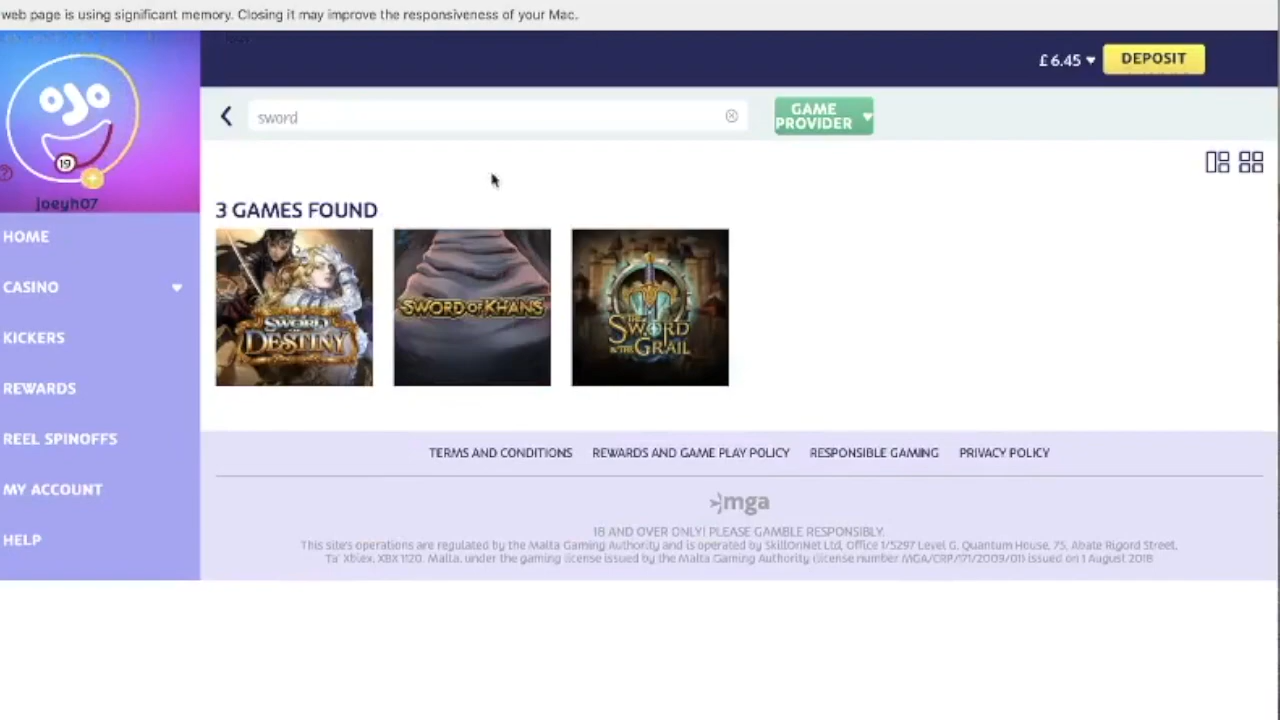 web page is using significant memory. Closing it may improve the responsiveness of your Mac.
£6.45
DEPOSIT
OJO
19
joeyh07
sword
GAME
PROVIDER
3 GAMES FOUND
HOME
CASINO
KICKERS
REWARDS
REEL SPINOFFS
MY ACCOUNT
HELP
SWORD
OF
DESTINY
SWORD OF KHANS
THE
SWORD
& THE GRAIL
TERMS AND CONDITIONS REWARDS AND GAME PLAY POLICY RESPONSIBLE GAMING PRIVACY POLICY
mga
18 AND OVER ONLY! PLEASE GAMBLE RESPONSIBLY.
This site's operations are regulated by the Malta Gaming Authority and is operated by SkillOnNet Ltd, Office 1/5297 Level G, Quantum House, 75, Abate Rigord Street,
Ta' Xbiex, XBX 1120, Malta, under the gaming license issued by the Malta Gaming Authority (license number MGA/CRP/171/2009/01) issued on 1 August 2018